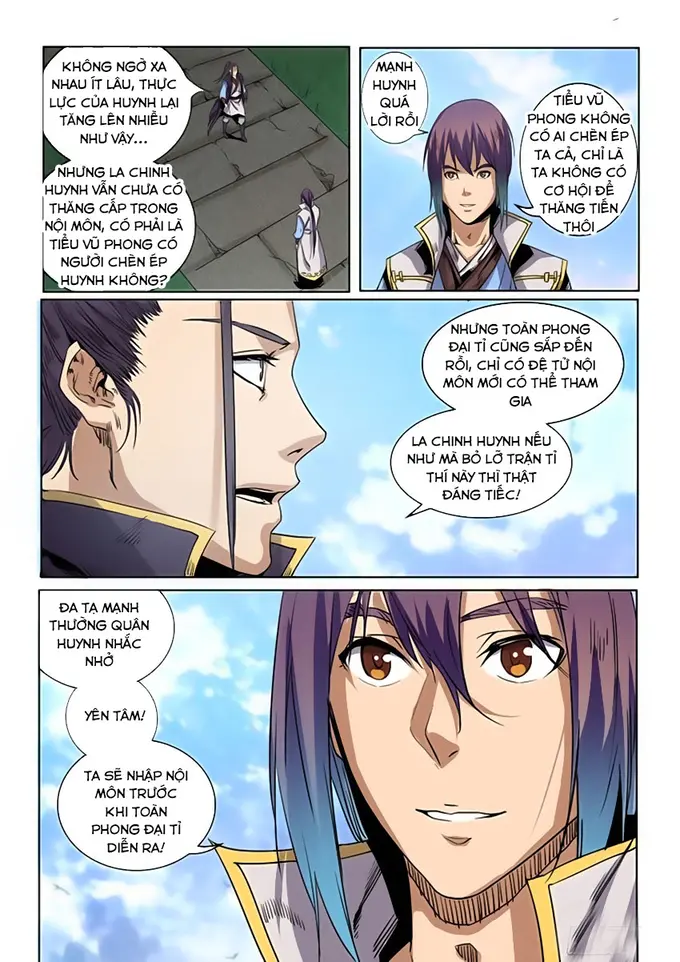 KHÔNG NGỜ XA
NHAU ÍT LÂU, THỰC
LỰC CỦA HUYNH LẠI
TĂNG LÊN NHIỀU
NHƯ VẬY...
NHƯNG LA CHINH
HUYNH VẪN CHƯA CÓ
THĂNG CẤP TRONG
NỘI MÔN, CÓ PHẢI LÀ
TIỂU VŨ PHONG CÓ
NGƯỜI CHÈN ÉP
HUYNH KHÔNG?
MẠNH
HUYNH
QUÁ
LỜI RỒI
TIỂU VŨ
PHONG KHÔNG
CÓ AI CHÈN ÉP
TA CẢ, CHỈ LÀ
TA KHÔNG CÓ
CƠ HỘI ĐỂ
THĂNG TIẾN
THÔI
NHƯNG TOÀN PHONG
ĐẠI TỈ CŨNG SẮP ĐẾN
RỒI, CHỈ CÓ ĐỆ TỬ NỘI
MÔN MỚI CÓ THỂ THAM
GIA
LA CHINH HUYNH NẾU
NHƯ MÀ BỎ LỠ TRẬN TỈ
THÍ NÀY THÌ THẬT
ĐÁNG TIẾC!
ĐA TẠ MẠNH
THƯỜNG QUÂN
HUYNH NHẮC
NHỞ
YÊN TÂM!
TA SẼ NHẬP NỘI
MÔN TRƯỚC
KHI TOÀN
PHONG ĐẠI TỈ
DIỄN RA!